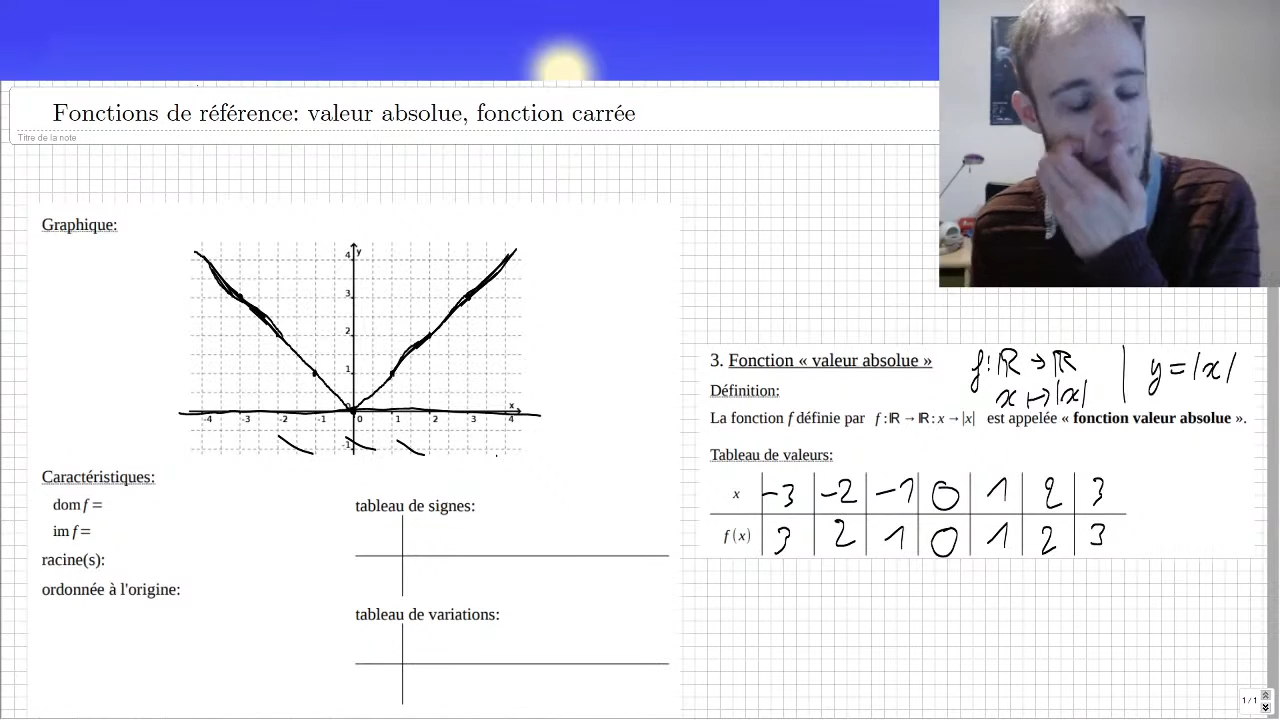 Fonctions de référence: valeur absolue, fonction carrée
Titre de la note
Graphique:
y
4
3
2
1
0
-1
-4 -3 -2 -1 0 1 2 3 4
x
Caractéristiques:
dom f =
im f =
racine(s):
ordonnée à l'origine:
tableau de signes:
tableau de variations:
3. Fonction « valeur absolue »
f : ℝ → ℝ | y = |x|
x ↦ |x|
Définition:
La fonction f définie par f : ℝ → ℝ : x → |x| est appelée « fonction valeur absolue ».
Tableau de valeurs:
x -3 -2 -1 0 1 2 3
f(x) 3 2 1 0 1 2 3
1/1